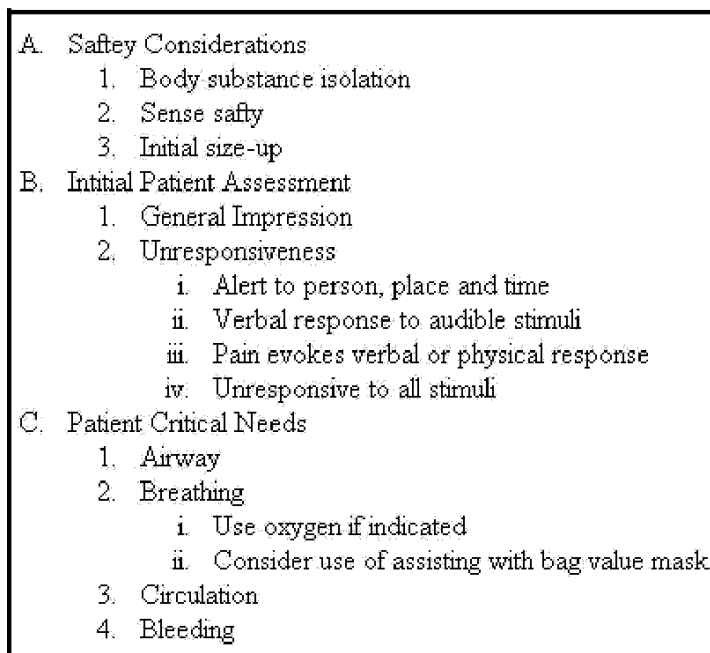 A. Saftey Considerations
1. Body substance isolation
2. Sense safty
3. Initial size-up
B. Intitial Patient Assessment
1. General Impression
2. Unresponsiveness
i. Alert to person, place and time
ii. Verbal response to audible stimuli
iii. Pain evokes verbal or physical response
iv. Unresponsive to all stimuli
C. Patient Critical Needs
1. Airway
2. Breathing
i. Use oxygen if indicated
ii. Consider use of assisting with bag value mask.
3. Circulation
4. Bleeding